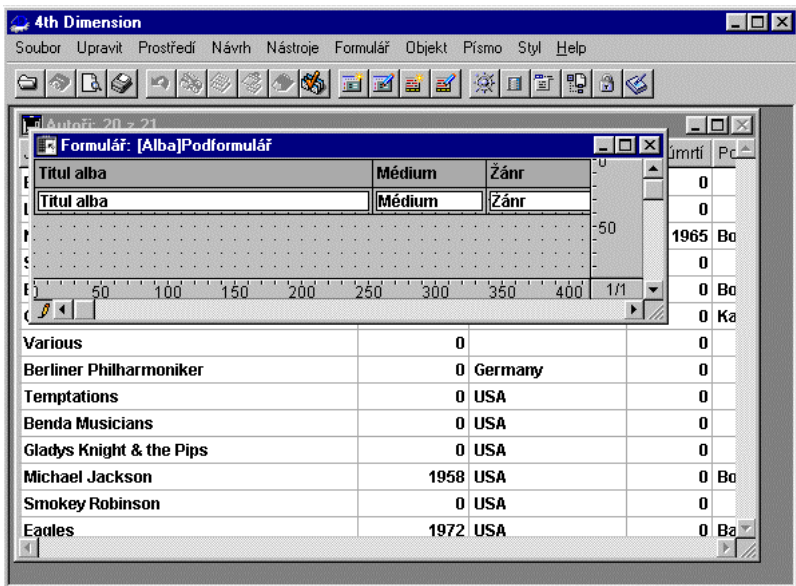 4th Dimension
Soubor Upravit Prostředí Návrh Nástroje Formulář Objekt Písmo Styl Help
Autoři: 20 z 21
Formulář: [Alba]Podformulář
úmrtí
Titul alba Médium Žánr 0
0
Titul alba Médium Žánr
0
50 1965 Bo
0
0 50 100 150 200 250 300 350 400 1/1 0 Bo
0 Ka
Various 0 0
Berliner Philharmoniker 0 Germany 0
Temptations 0 USA 0
Benda Musicians 0 USA 0
Gladys Knight & the Pips 0 USA 0
Michael Jackson 1958 USA 0 Bo
Smokey Robinson 0 USA 0
Eagles 1972 USA 0 Ba